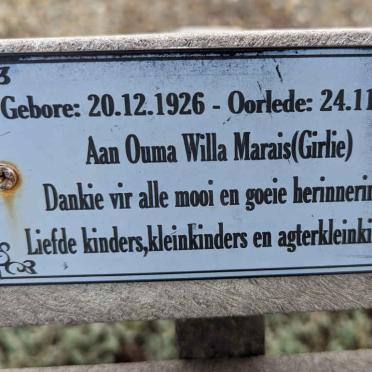 Gebore: 20.12.1926 - Oorlede: 24.11
Aan Ouma Willa Marais(Girlie)
Dankie vir alle mooi en goeie herinnerin
Liefde kinders,kleinkinders en agterkleinki